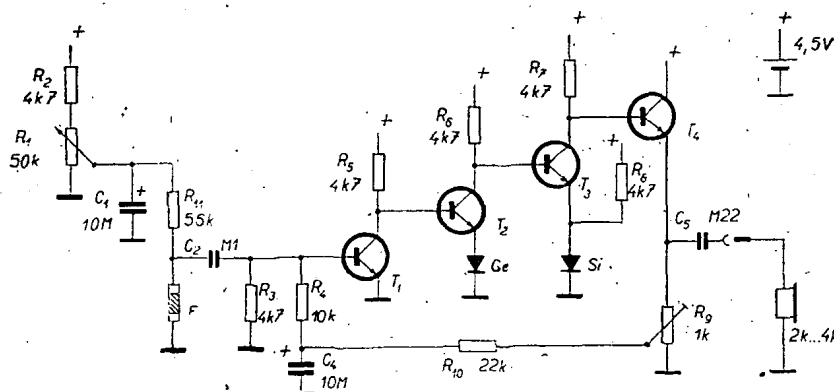 +
R2
4k7
R1
50k
+
C1
10M
R11
55k
C2
M1
F
R3
4k7
R4
10k
+
C4
10M
+
R5
4k7
T1
+
R6
4k7
T2
Ge
+
R7
4k7
T3
+
R6
4k7
Si
+
T4
C5
M22
R9
1k
R10
22k
2k...4k
+
4,5V